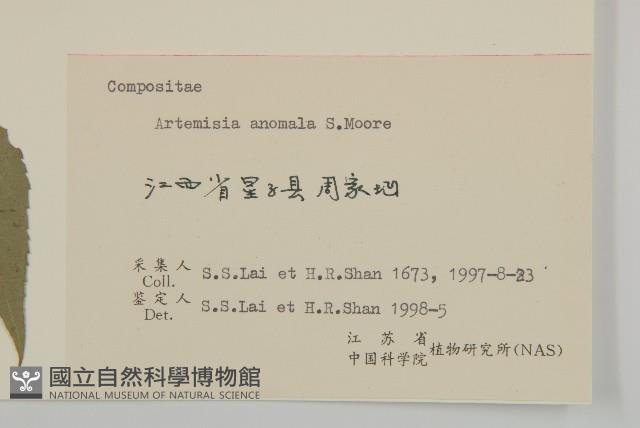 Compositae
Artemisia anomala S.Moore
江西省星子县周家地
采集人
Coll. S.S.Lai et H.R.Shan 1673, 1997-8-23
鉴定人
Det. S.S.Lai et H.R.Shan 1998-5
江苏省
中国科学院 植物研究所(NAS)
國立自然科學博物館
NATIONAL MUSEUM OF NATURAL SCIENCE